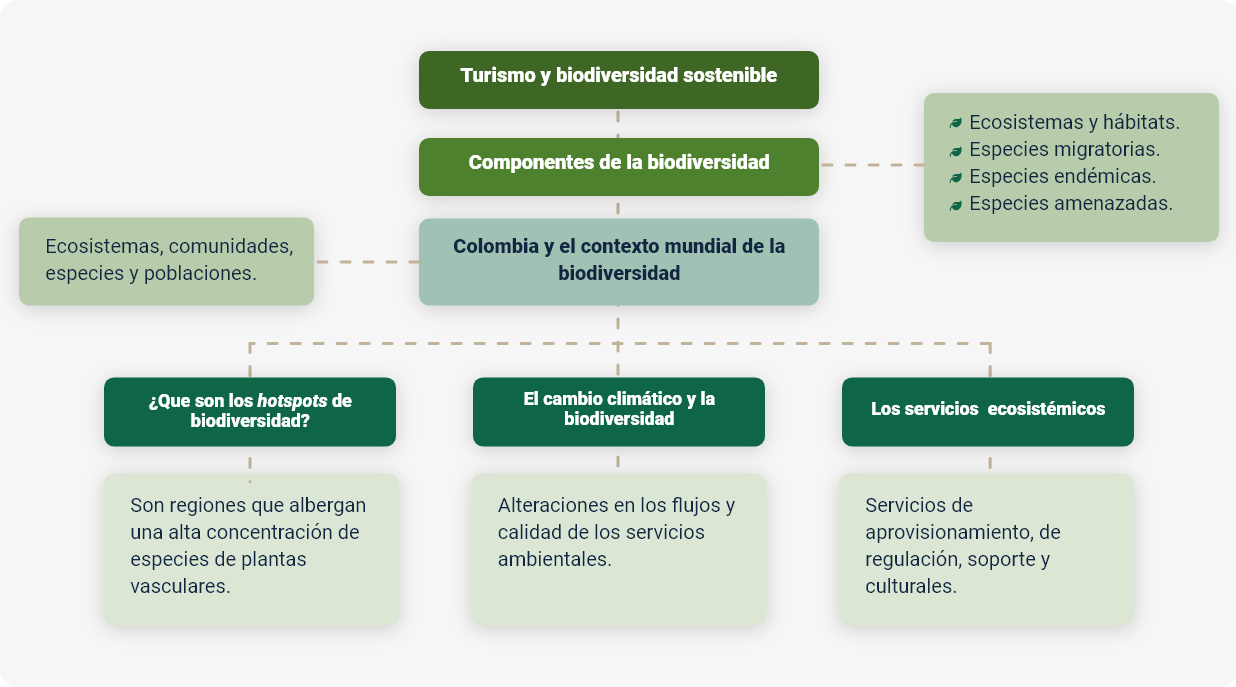 Turismo y biodiversidad sostenible
Componentes de la biodiversidad
Ecosistemas y hábitats.
Especies migratorias.
Especies endémicas.
Especies amenazadas.
Colombia y el contexto mundial de la
biodiversidad
Ecosistemas, comunidades,
especies y poblaciones.
¿Que son los hotspots de
biodiversidad?
Son regiones que albergan
una alta concentración de
especies de plantas
vasculares.
El cambio climático y la
biodiversidad
Alteraciones en los flujos y
calidad de los servicios
ambientales.
Los servicios  ecosistémicos
Servicios de
aprovisionamiento, de
regulación, soporte y
culturales.